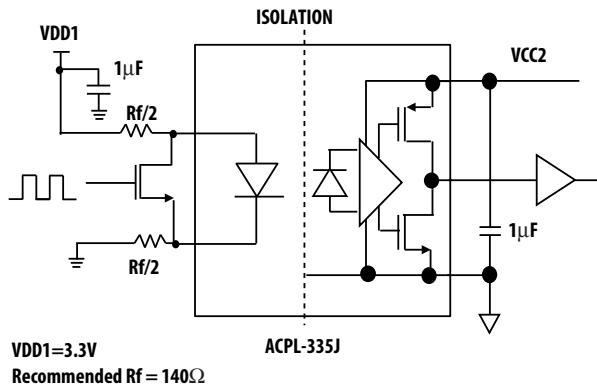 ISOLATION
VDD1
1μF
VCC2
Rf/2
Rf/2
1μF
ACPL-335J
VDD1=3.3V
Recommended Rf = 140Ω